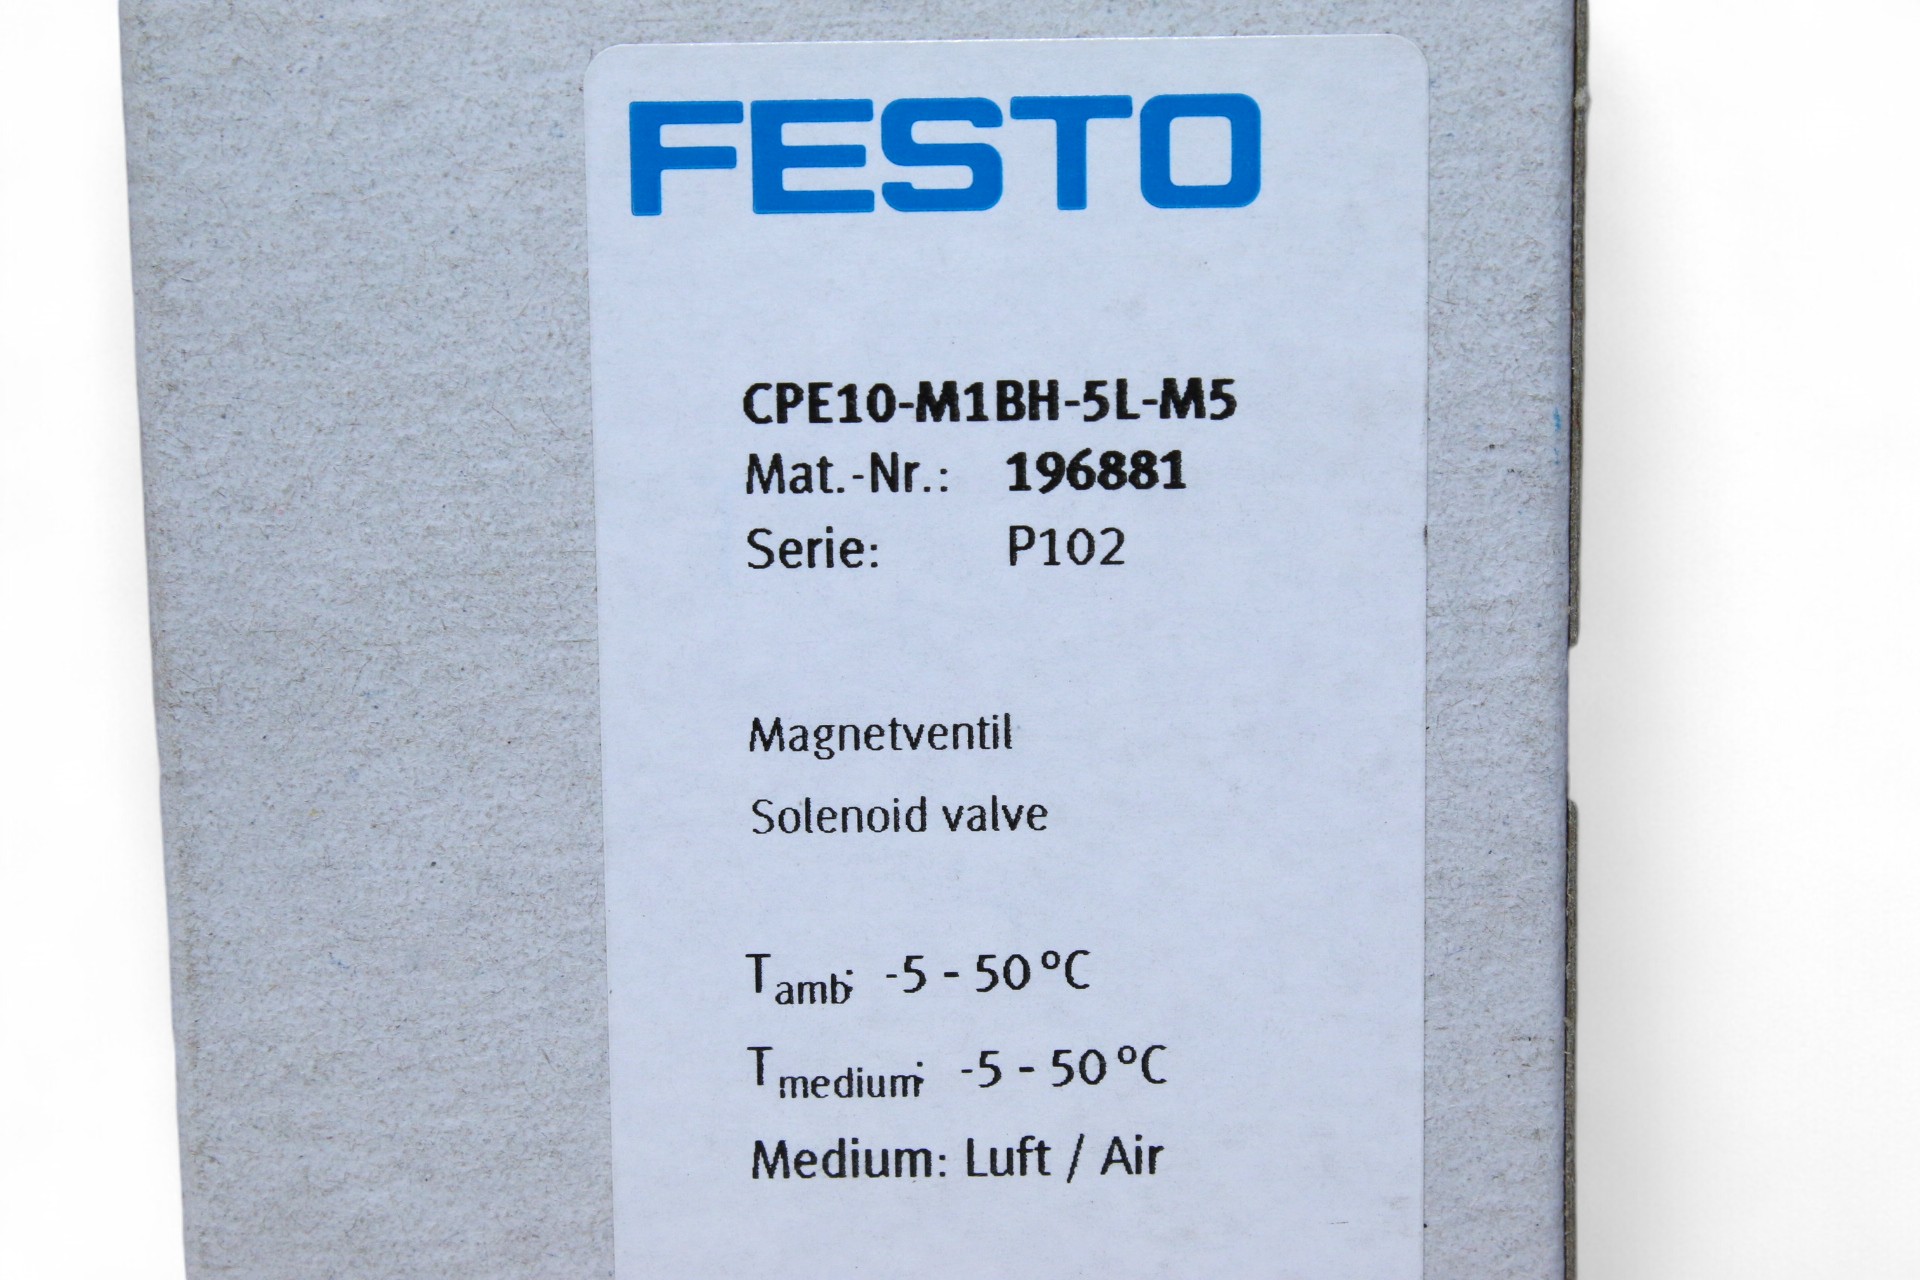 FESTO
CPE10-M1BH-5L-M5
Mat.-Nr.: 196881
Serie: P102
Magnetventil
Solenoid valve
Tamb: -5 - 50 °C
Tmedium: -5 - 50 °C
Medium: Luft / Air